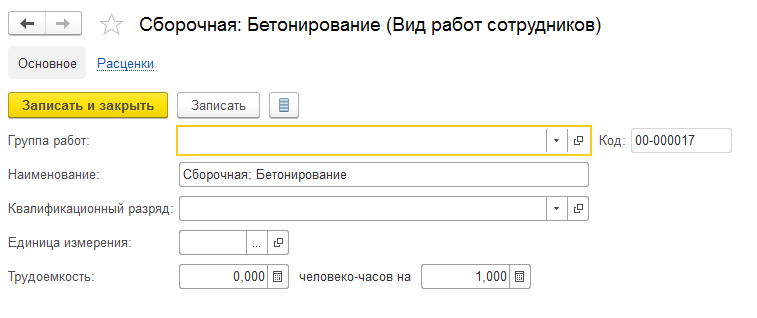 Сборочная: Бетонирование (Вид работ сотрудников)
Основное Расценки
Записать и закрыть Записать
Группа работ: Код: 00-000017
Наименование: Сборочная: Бетонирование
Квалификационный разряд:
Единица измерения: ...
Трудоемкость: 0,000 человеко-часов на 1,000